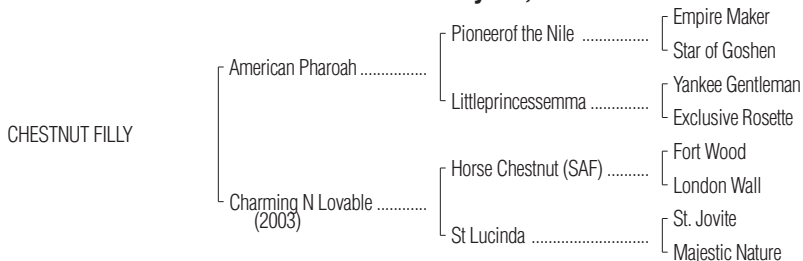 Empire Maker
Pioneerof the Nile ................
Star of Goshen
American Pharoah ................
Yankee Gentleman
Littleprincessemma ..............
Exclusive Rosette
CHESTNUT FILLY
Fort Wood
Horse Chestnut (SAF) ..........
London Wall
Charming N Lovable ............
(2003)
St. Jovite
St Lucinda ............................
Majestic Nature